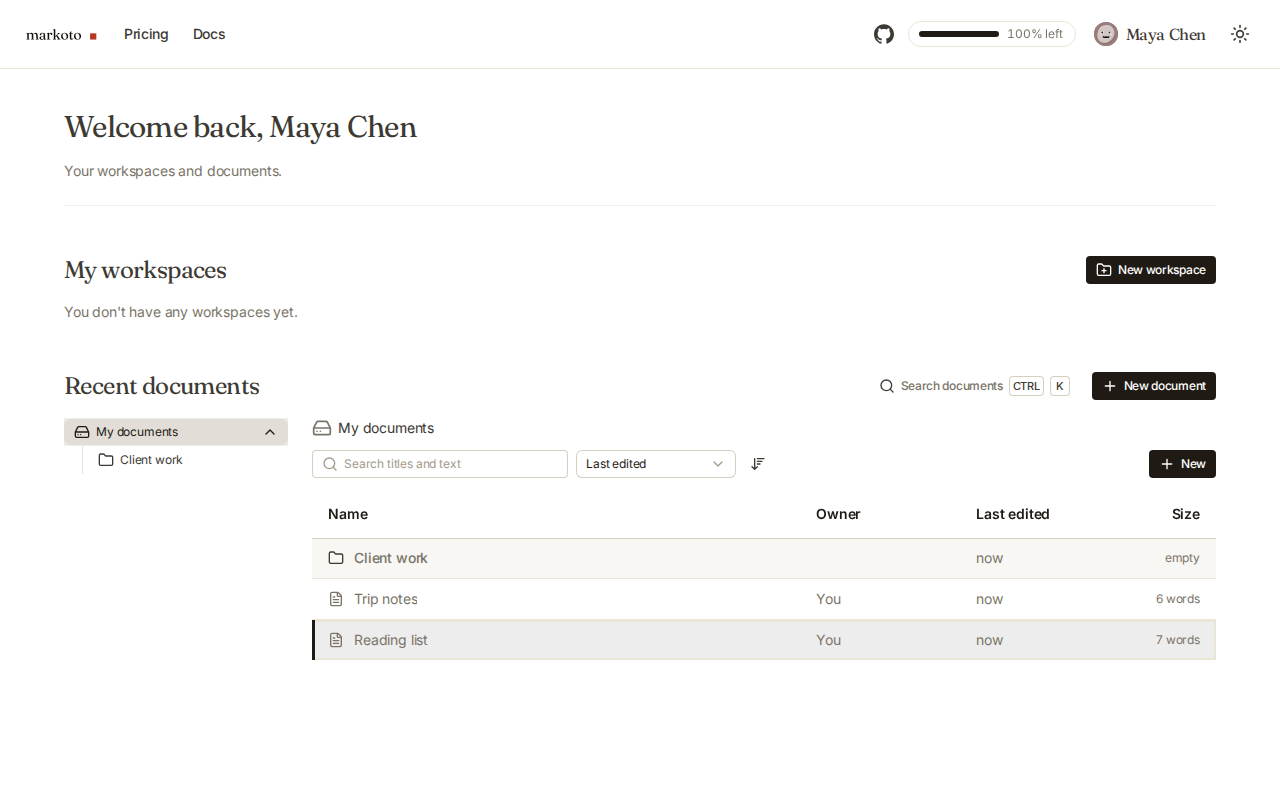 markoto Pricing Docs 100% left Maya Chen
Welcome back, Maya Chen
Your workspaces and documents.
My workspaces New workspace
You don't have any workspaces yet.
Recent documents Search documents CTRL K New document
My documents
Client work
My documents
Search titles and text Last edited New
Name Owner Last edited Size
Client work now empty
Trip notes You now 6 words
Reading list You now 7 words